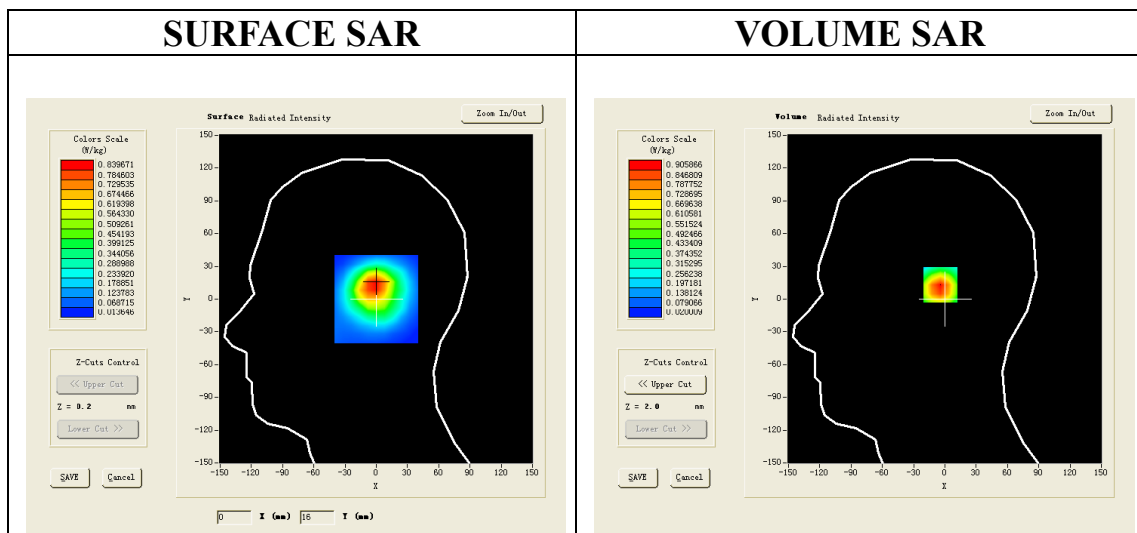 SURFACE SAR
VOLUME SAR
Surface Radiated Intensity
Zoom In/Out
Colors Scale
(W/kg)
0.839671
0.784603
0.729535
0.674466
0.619398
0.564330
0.509261
0.454193
0.399125
0.344056
0.288988
0.233920
0.178851
0.123783
0.068715
0.013646
150
120
90
60
30
0
-30
-60
-90
-120
-150
Y
-150 -120 -90 -60 -30 0 30 60 90 120 150
X
Z-Cuts Control
<< Upper Cut
Z = 0.2 mm
Lower Cut >>
SAVE Cancel
0 X (mm) 16 Y (mm)
Volume Radiated Intensity
Zoom In/Out
Colors Scale
(W/kg)
0.905866
0.846809
0.787752
0.728695
0.669638
0.610581
0.551524
0.492466
0.433409
0.374352
0.315295
0.256238
0.197181
0.138124
0.079066
0.020009
150
120
90
60
30
0
-30
-60
-90
-120
-150
Y
-150 -120 -90 -60 -30 0 30 60 90 120 150
X
Z-Cuts Control
<< Upper Cut
Z = 2.0 mm
Lower Cut >>
SAVE Cancel